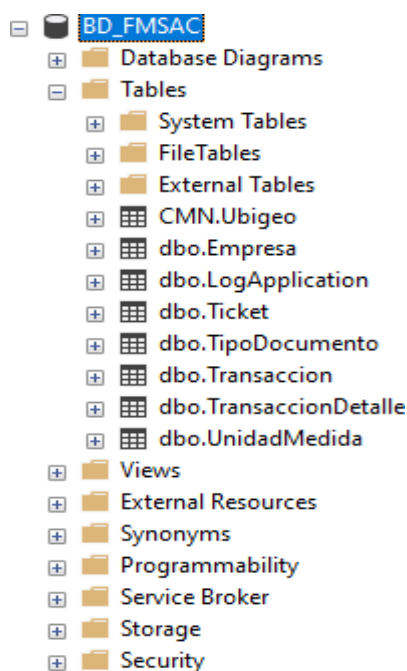 BD_FMSAC
Database Diagrams
Tables
System Tables
FileTables
External Tables
CMN.Ubigeo
dbo.Empresa
dbo.LogApplication
dbo.Ticket
dbo.TipoDocumento
dbo.Transaccion
dbo.TransaccionDetalle
dbo.UnidadMedida
Views
External Resources
Synonyms
Programmability
Service Broker
Storage
Security